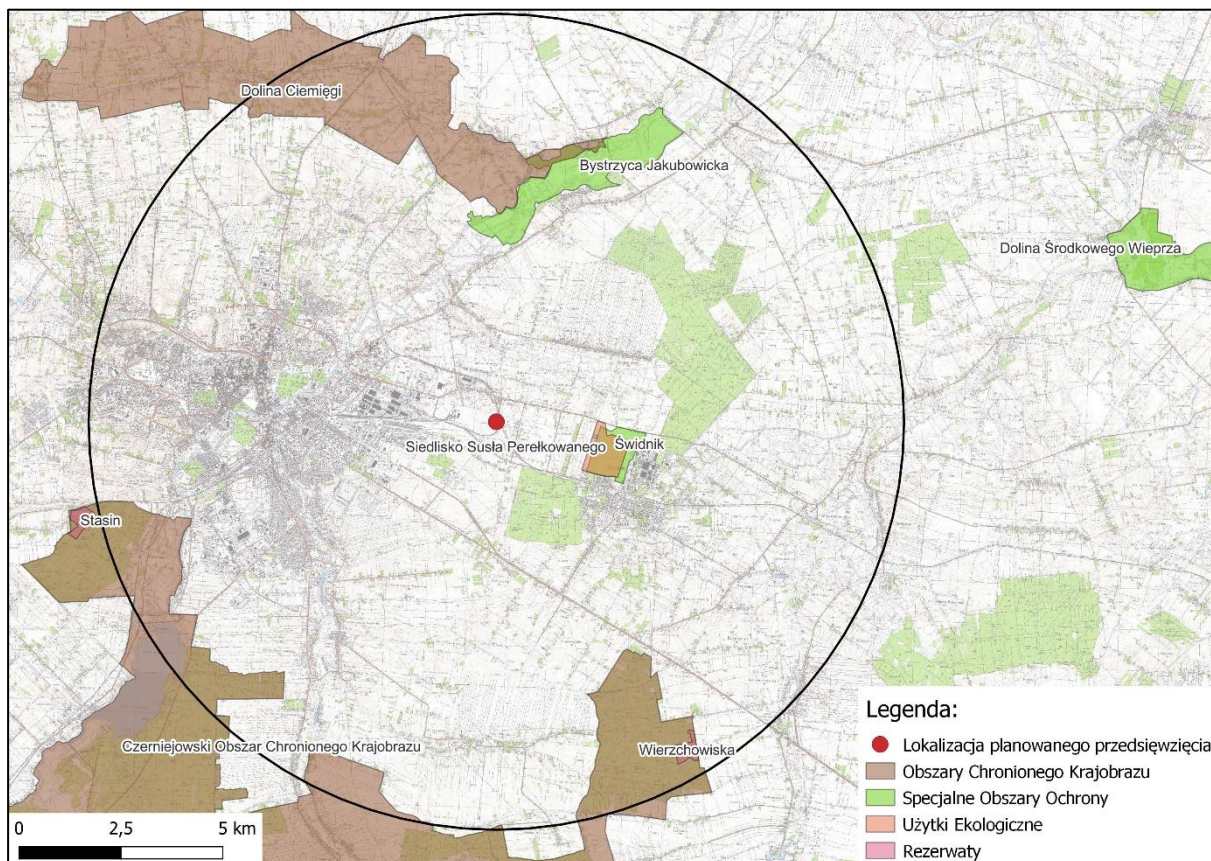 Dolina Ciemięgi
Bystrzyca Jakubowicka
Dolina Środkowego Wieprza
Siedlisko Susła Perełkowanego
Świdnik
Stasin
Czerniejowski Obszar Chronionego Krajobrazu
Wierzchowiska
Legenda:
Lokalizacja planowanego przedsięwzięcia
Obszary Chronionego Krajobrazu
Specjalne Obszary Ochrony
Użytki Ekologiczne
Rezerwaty
0 2,5 5 km